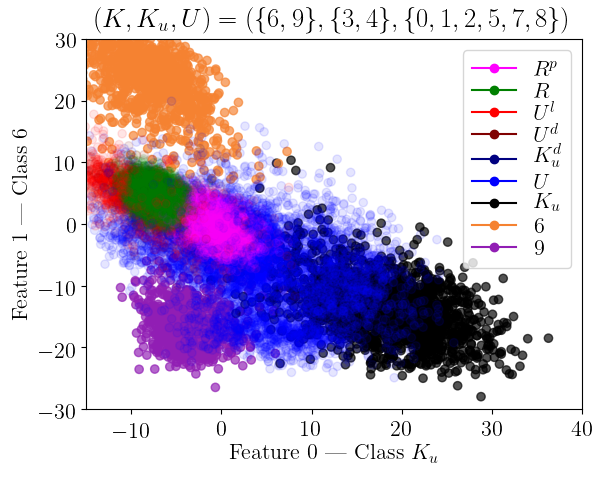 (K, K_u, U) = ({6, 9}, {3, 4}, {0, 1, 2, 5, 7, 8})
30
20
10
0
−10
−20
−30
Feature 1 — Class 6
R^p
R
U^l
U^d
K_u^d
U
K_u
6
9
−10
0
10
20
30
40
Feature 0 — Class K_u